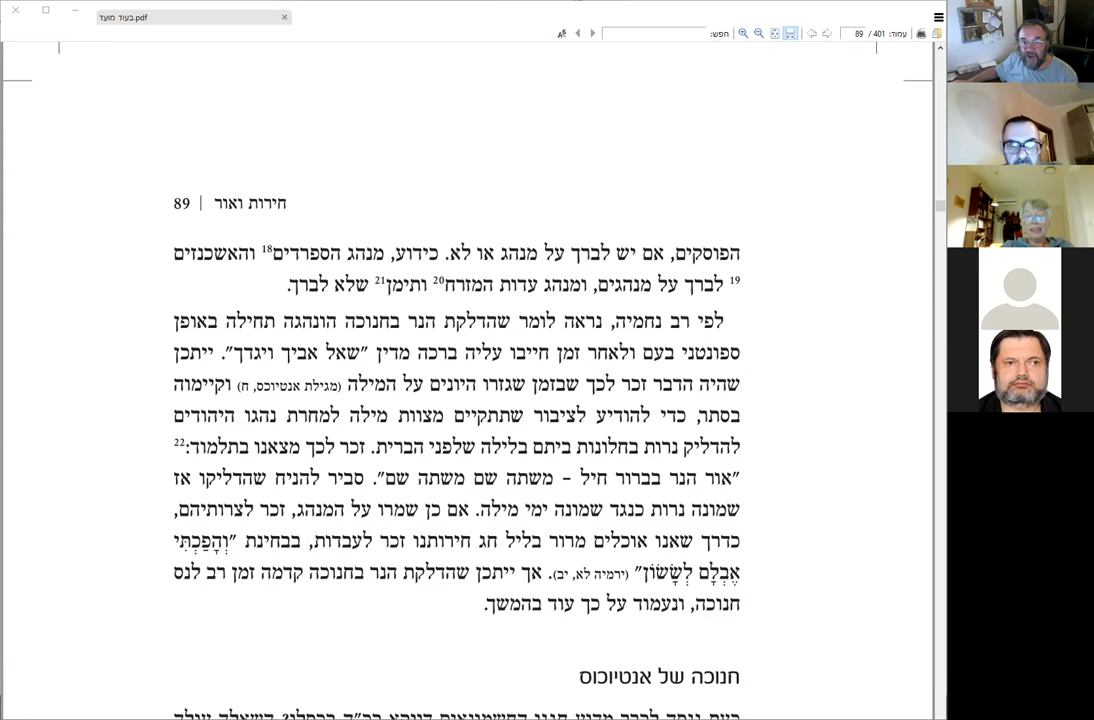 בעוד מועד.pdf
עמוד: 89 / 401
חפש:
חירות ואור | 89
הפוסקים, אם יש לברך על מנהג או לא. כידוע, מנהג הספרדים18 והאשכנזים
19 לברך על מנהגים, ומנהג עדות המזרח20 ותימן21 שלא לברך.
לפי רב נחמיה, נראה לומר שהדלקת הנר בחנוכה הונהגה תחילה באופן
ספונטני בעם ולאחר זמן חייבו עליה ברכה מדין "שאל אביך ויגדך". ייתכן
שהיה הדבר זכר לכך שבזמן שגזרו היונים על המילה (מגילת אנטיוכס, ח) וקיימוה
בסתר, כדי להודיע לציבור שתתקיים מצוות מילה למחרת נהגו היהודים
להדליק נרות בחלונות ביתם בלילה שלפני הברית. זכר לכך מצאנו בתלמוד:22
"אור הנר בברור חיל – משתה שם משתה שם". סביר להניח שהדליקו אז
שמונה נרות כנגד שמונה ימי מילה. אם כן שמרו על המנהג, זכר לצרותיהם,
כדרך שאנו אוכלים מרור בליל חג חירותנו זכר לעבדות, בבחינת "וְהָפַכְתִּי
אֶבְלָם לְשָׂשׂוֹן" (ירמיה לא, יב). אך ייתכן שהדלקת הנר בחנוכה קדמה זמן רב לנס
חנוכה, ונעמוד על כך עוד בהמשך.
חנוכה של אנטיוכוס